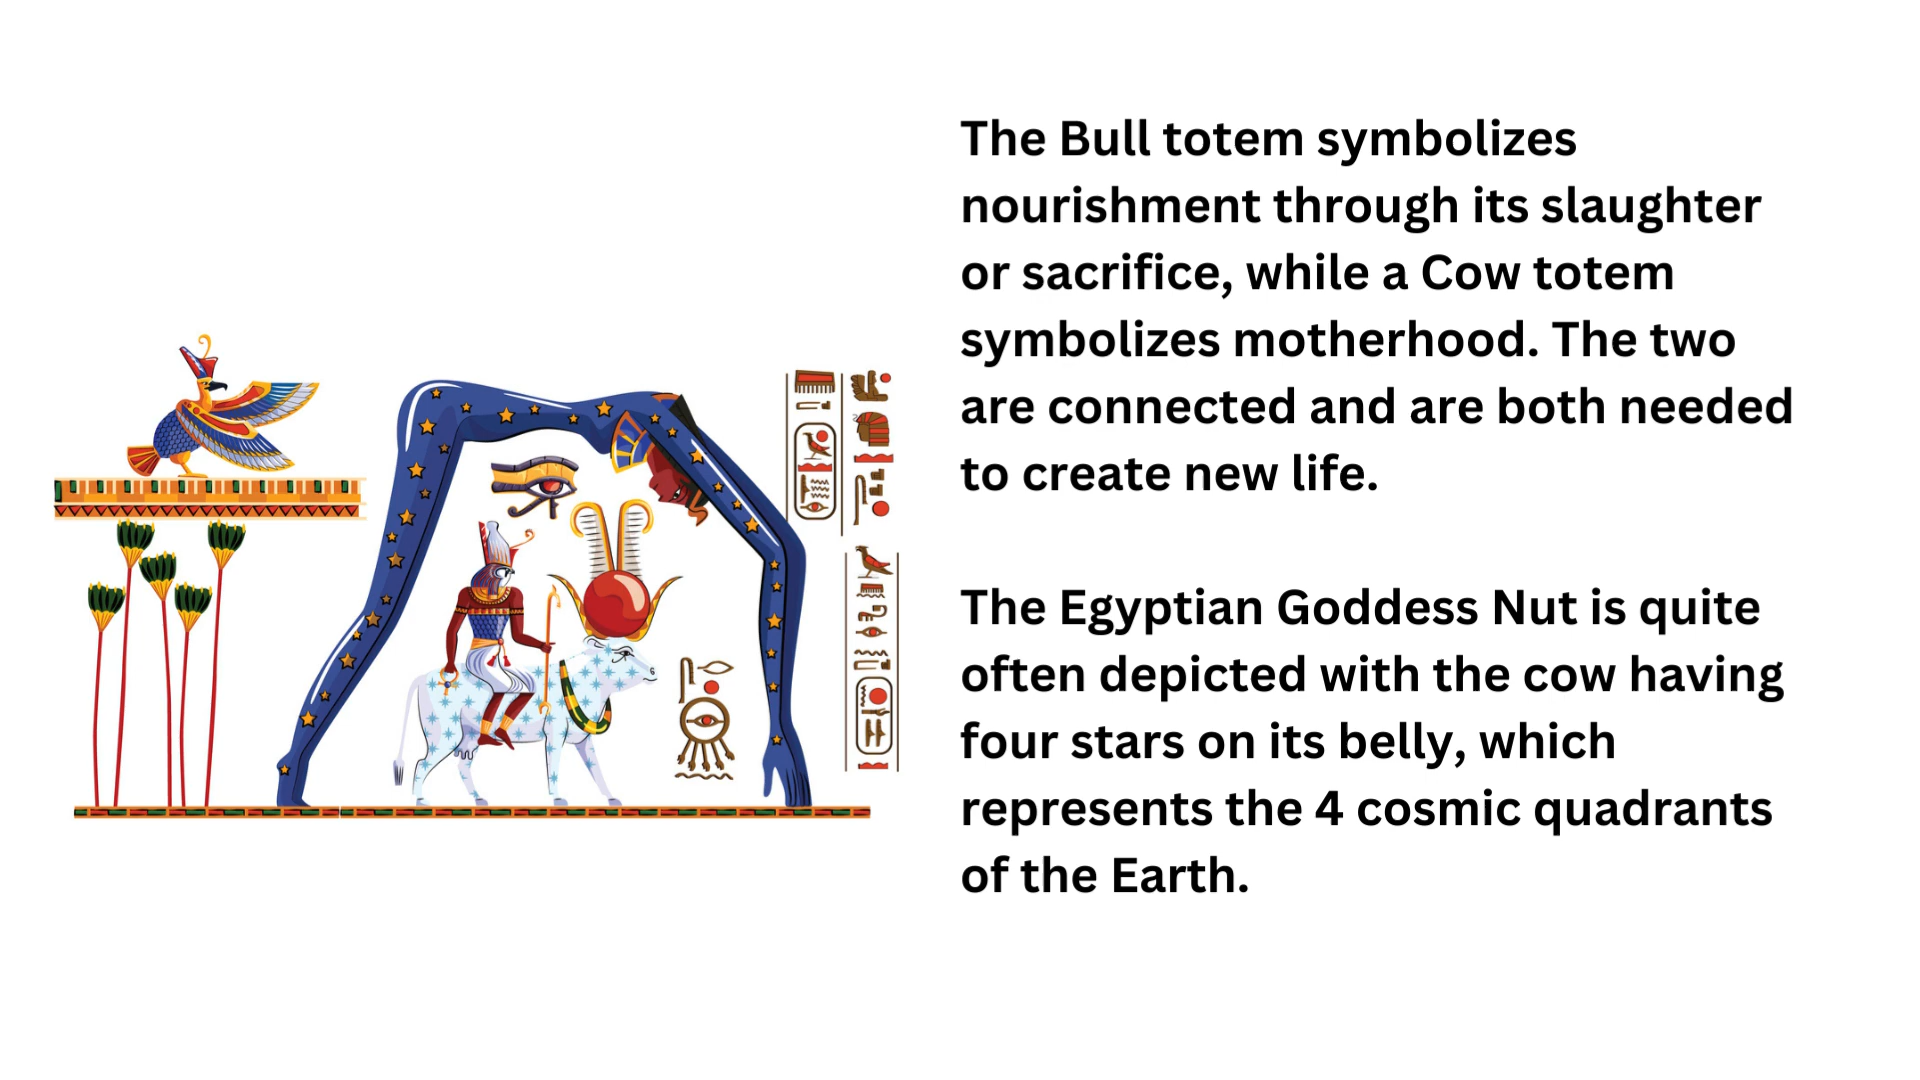 The Bull totem symbolizes
nourishment through its slaughter
or sacrifice, while a Cow totem
symbolizes motherhood. The two
are connected and are both needed
to create new life.
The Egyptian Goddess Nut is quite
often depicted with the cow having
four stars on its belly, which
represents the 4 cosmic quadrants
of the Earth.